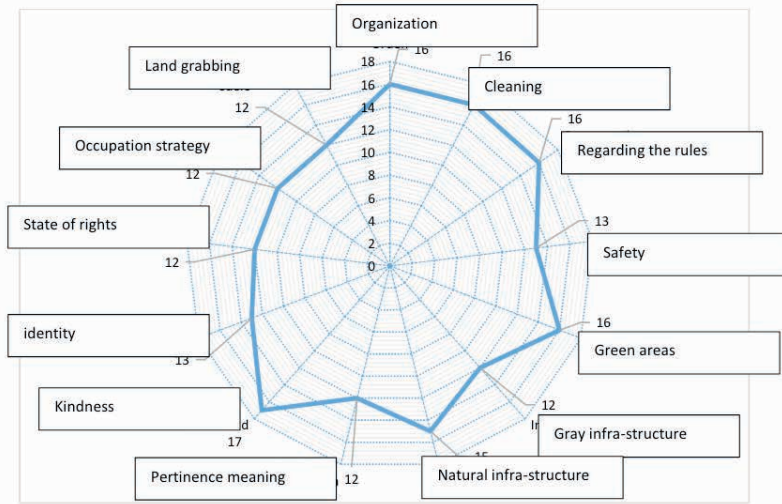 Organization
16
16
Cleaning
16
Regarding the rules
13
Safety
16
Green areas
12
Gray infra-structure
Natural infra-structure
12
Pertinence meaning
17
Kindness
13
identity
12
State of rights
12
Occupation strategy
12
Land grabbing
18
16
14
12
10
8
6
4
2
0